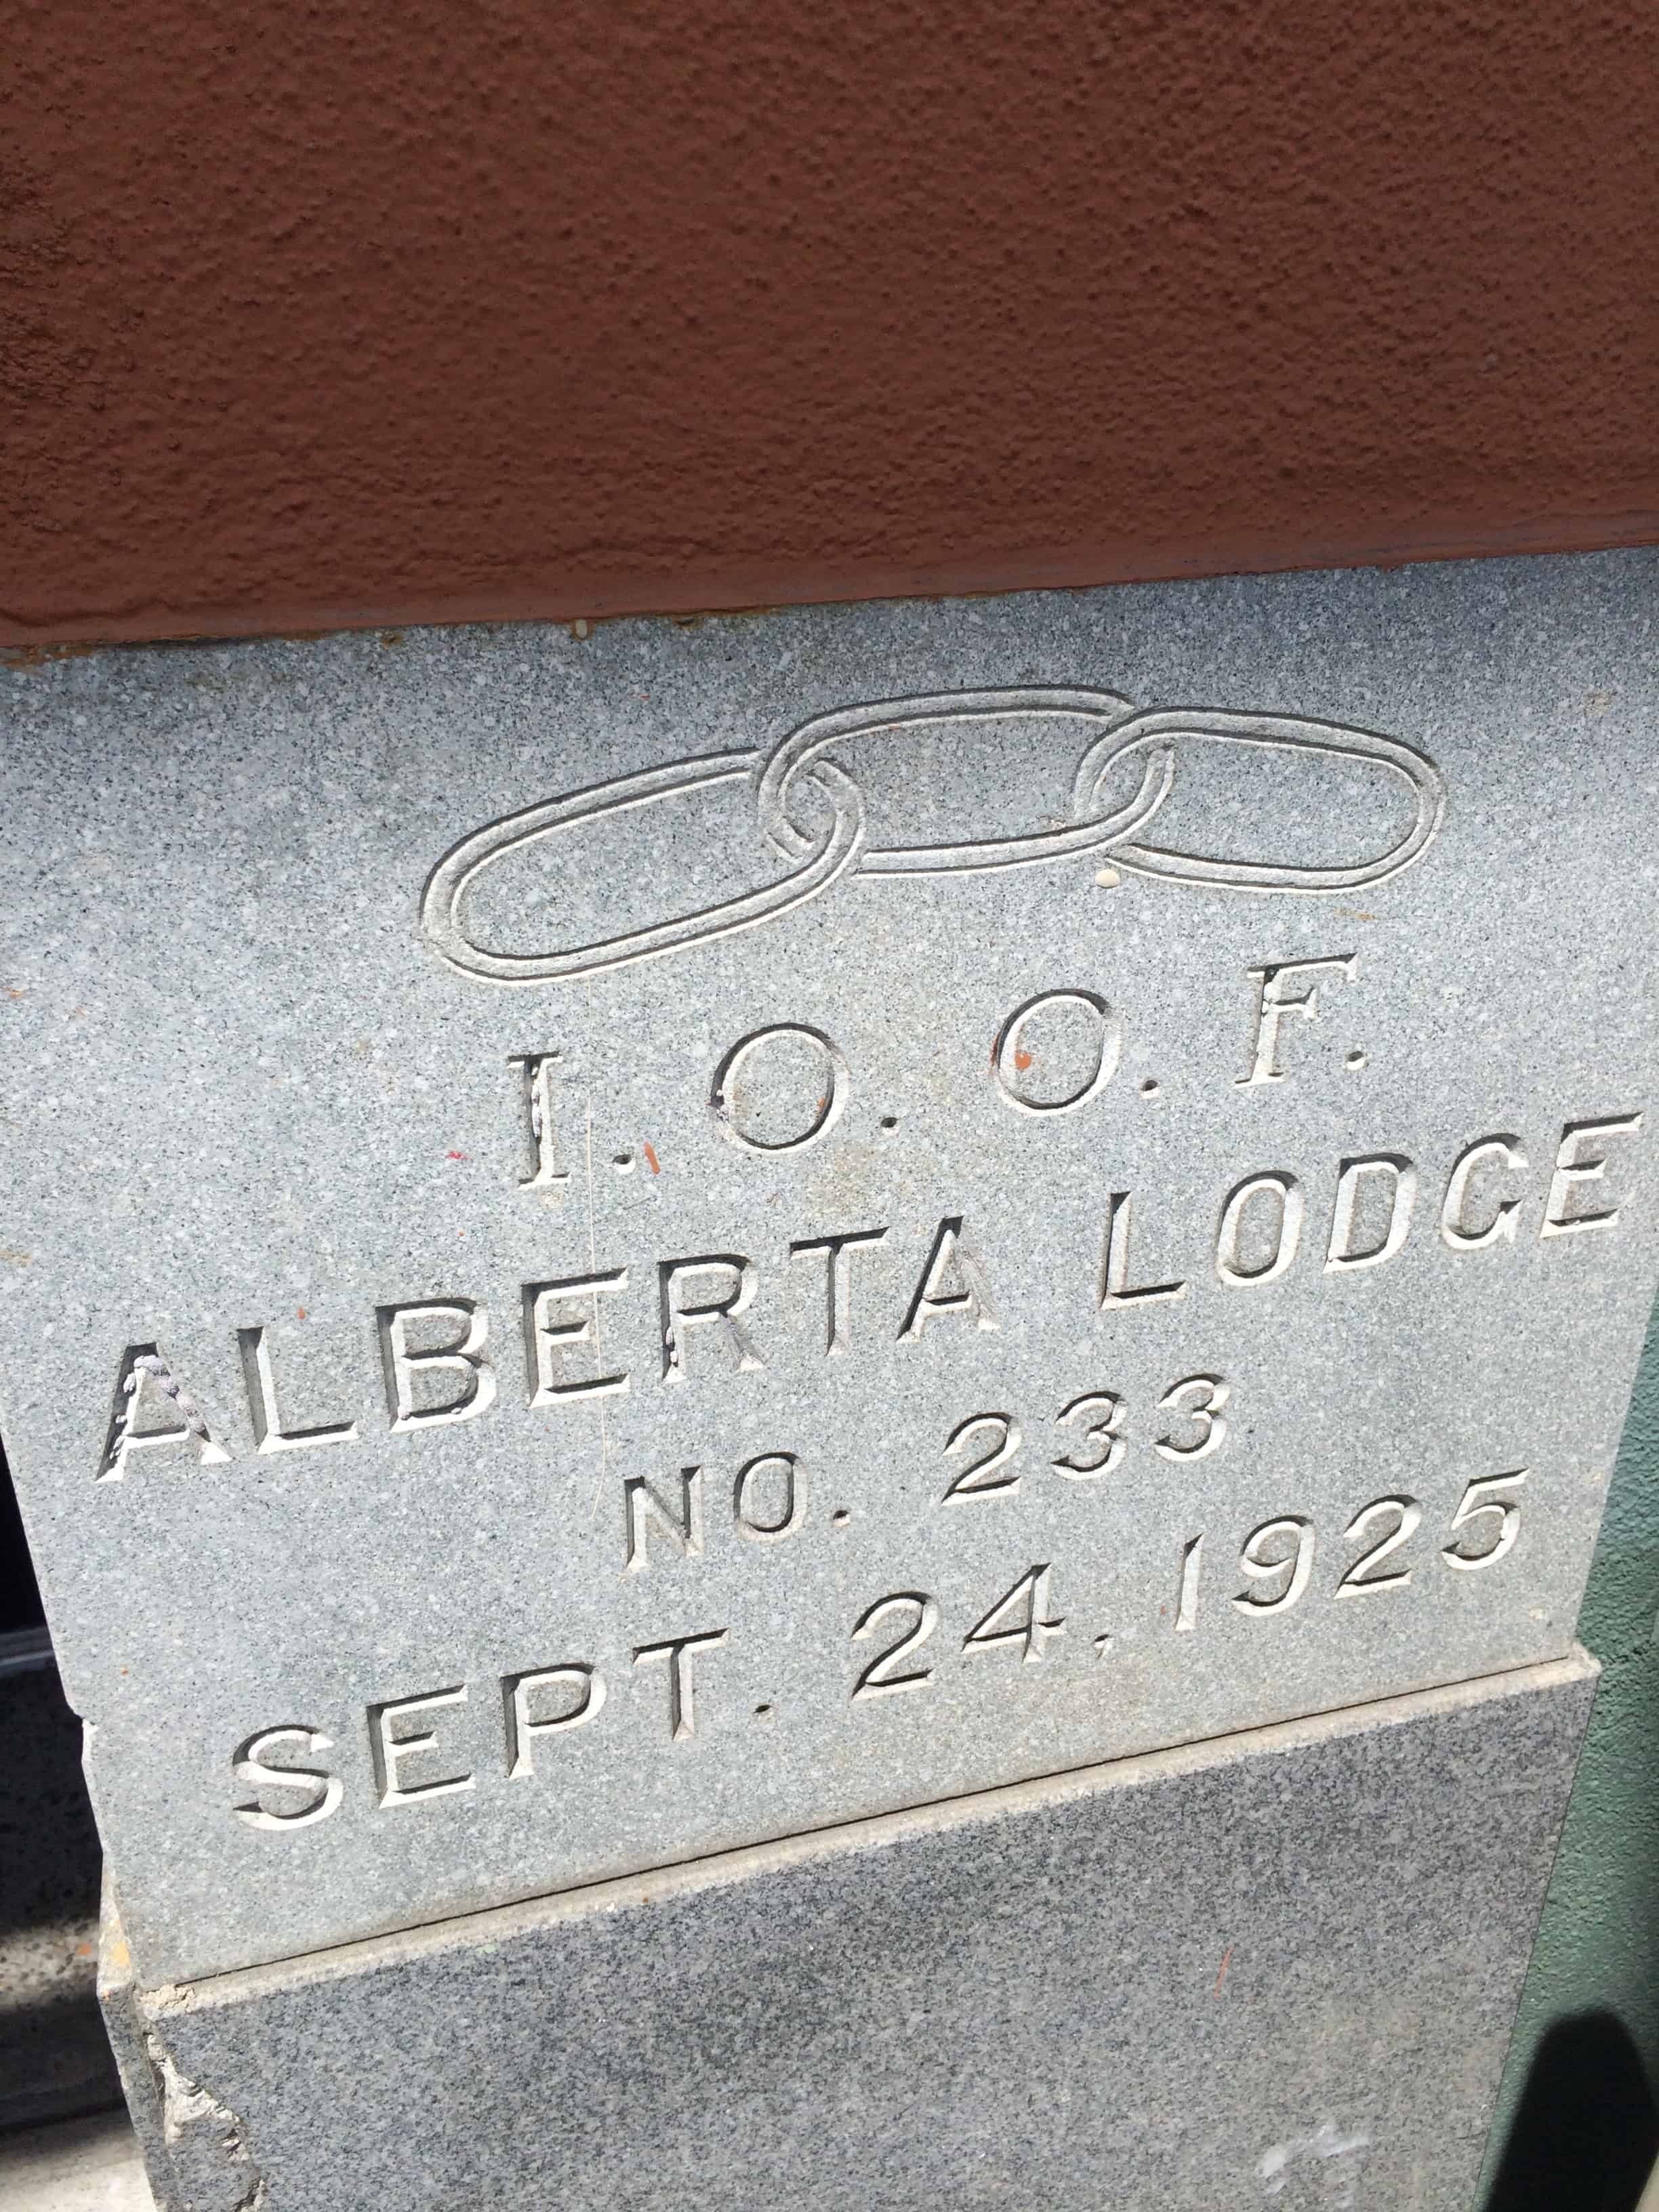 I. O. O. F.
ALBERTA LODGE
NO. 233
SEPT. 24, 1925